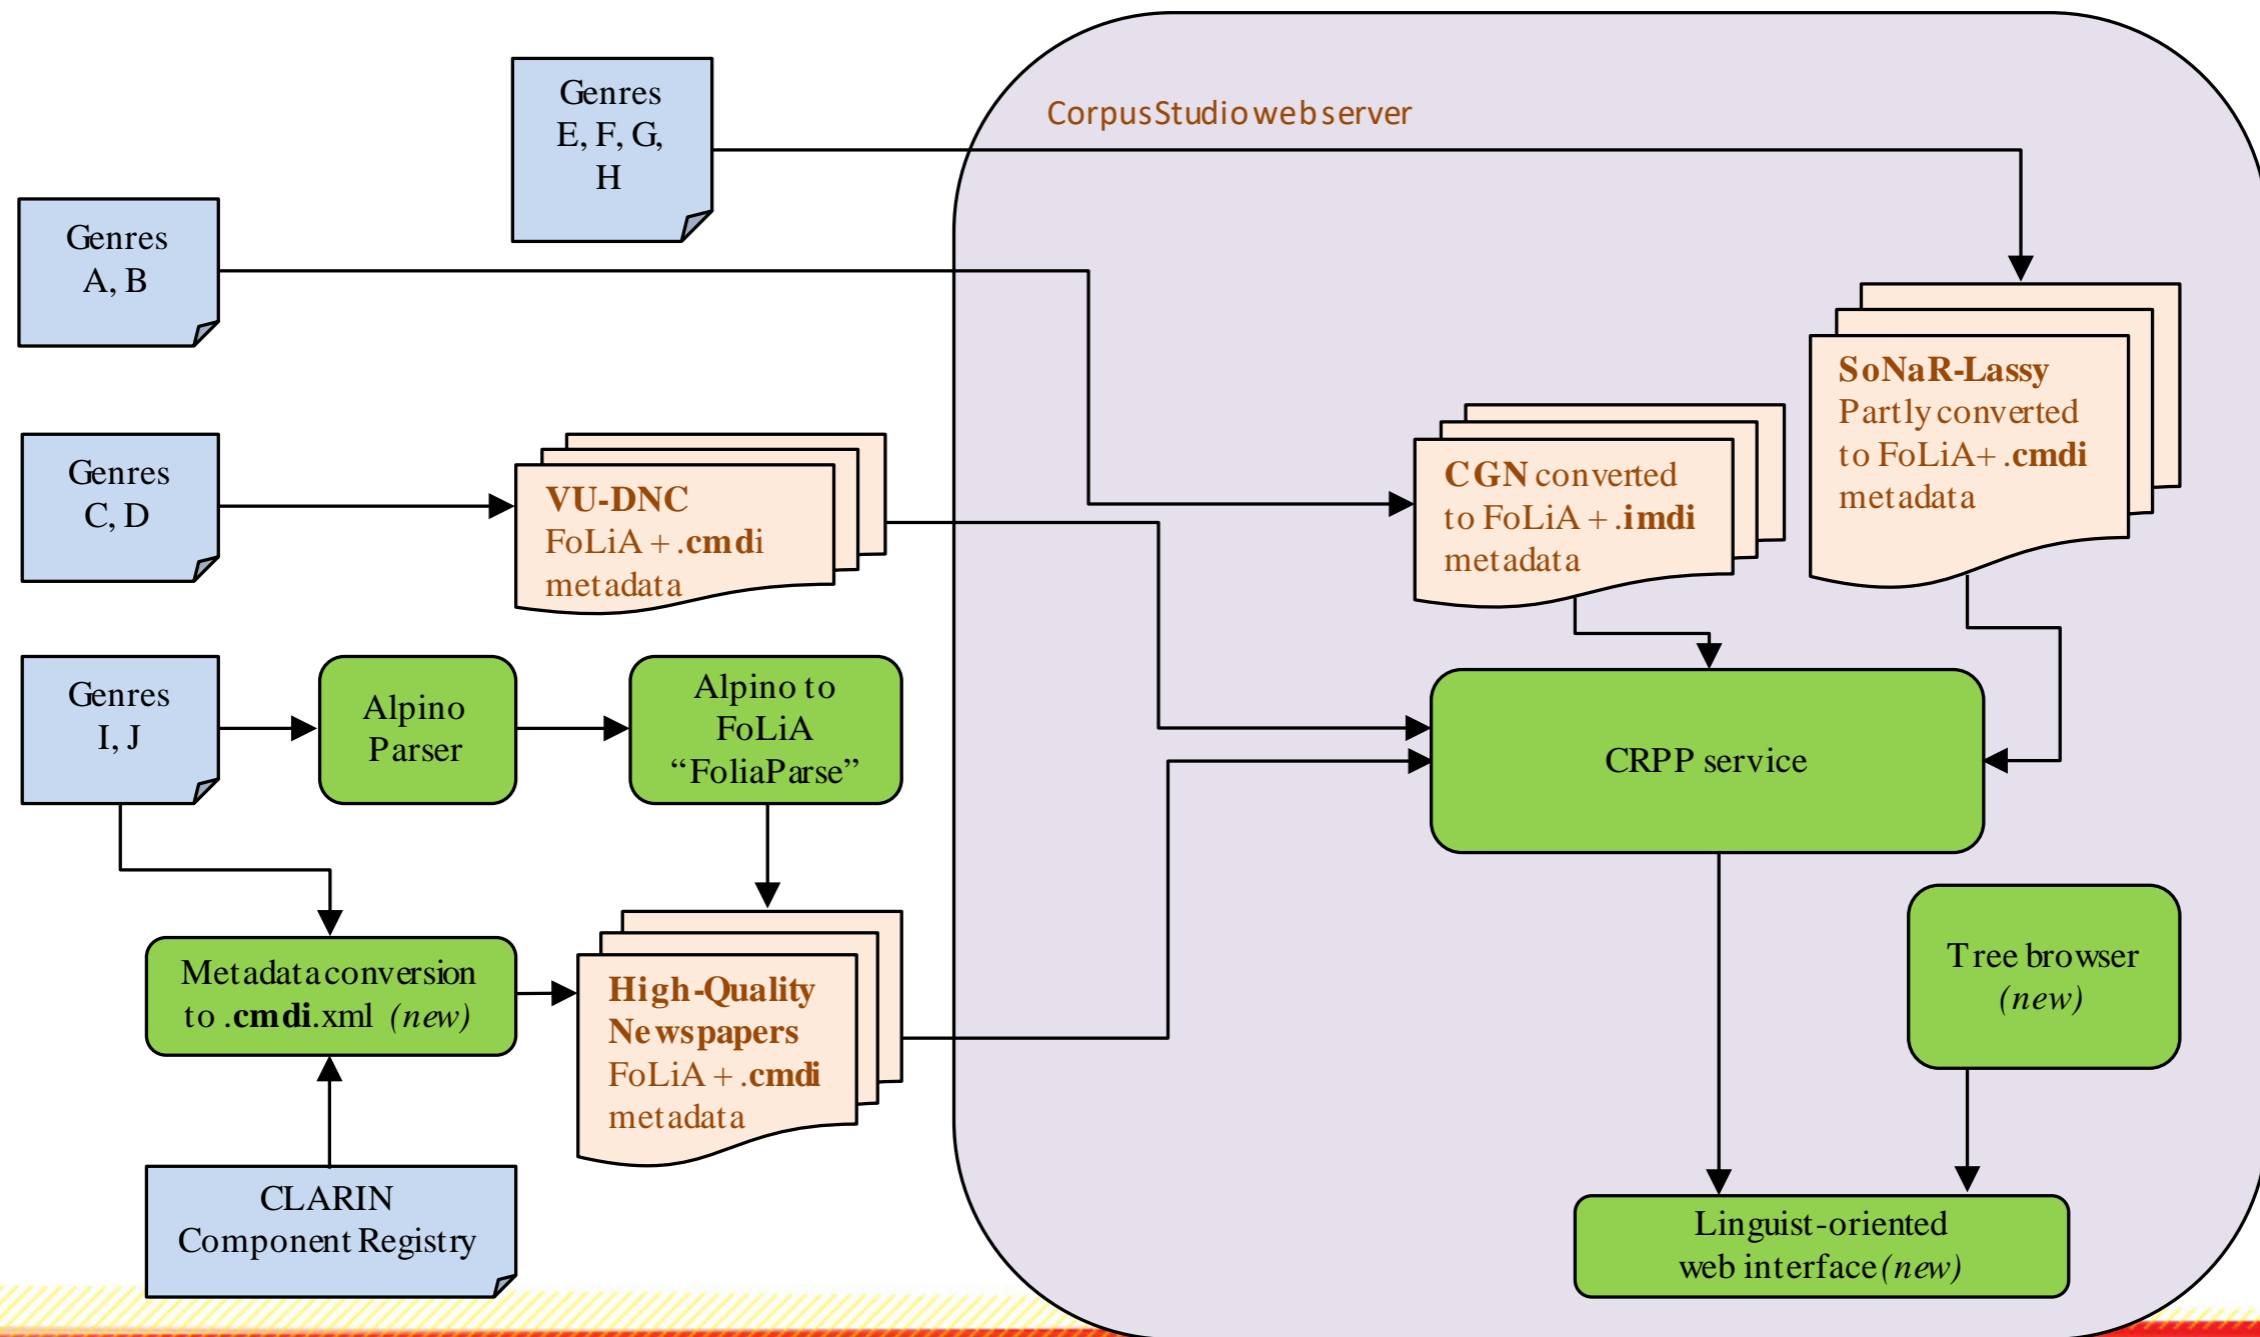 Genres
E, F, G,
H
CorpusStudio web server
Genres
A, B
SoNaR-Lassy
Partly converted
to FoLiA+ .cmdi
metadata
Genres
C, D
VU-DNC
FoLiA + .cmdi
metadata
CGN converted
to FoLiA + .imdi
metadata
Genres
I, J
Alpino
Parser
Alpino to
FoLiA
“FoliaParse”
CRPP service
Metadata conversion
to .cmdi.xml (new)
High-Quality
Newspapers
FoLiA + .cmdi
metadata
Tree browser
(new)
CLARIN
Component Registry
Linguist-oriented
web interface (new)